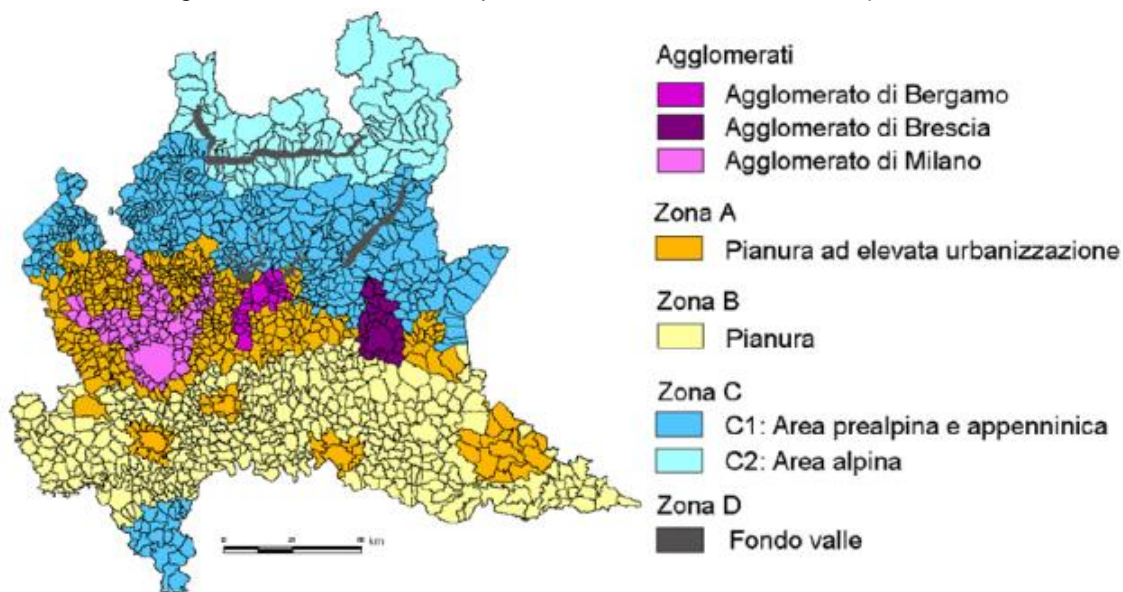 Agglomerati
Agglomerato di Bergamo
Agglomerato di Brescia
Agglomerato di Milano
Zona A
Pianura ad elevata urbanizzazione
Zona B
Pianura
Zona C
C1: Area prealpina e appenninica
C2: Area alpina
Zona D
Fondo valle
km